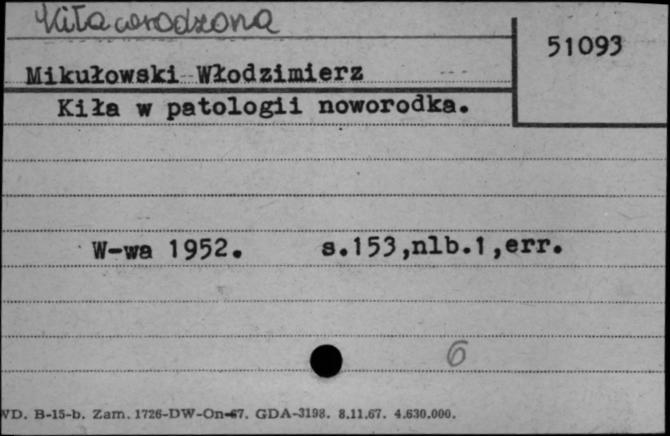 Kiła wrodzona
51093
Mikułowski Włodzimierz
Kiła w patologii noworodka.
W-wa 1952. s.153,nlb.1,err.
6
WD. B-15-b. Zam. 1726-DW-On-67. GDA-3198. 8.11.67. 4.630.000.